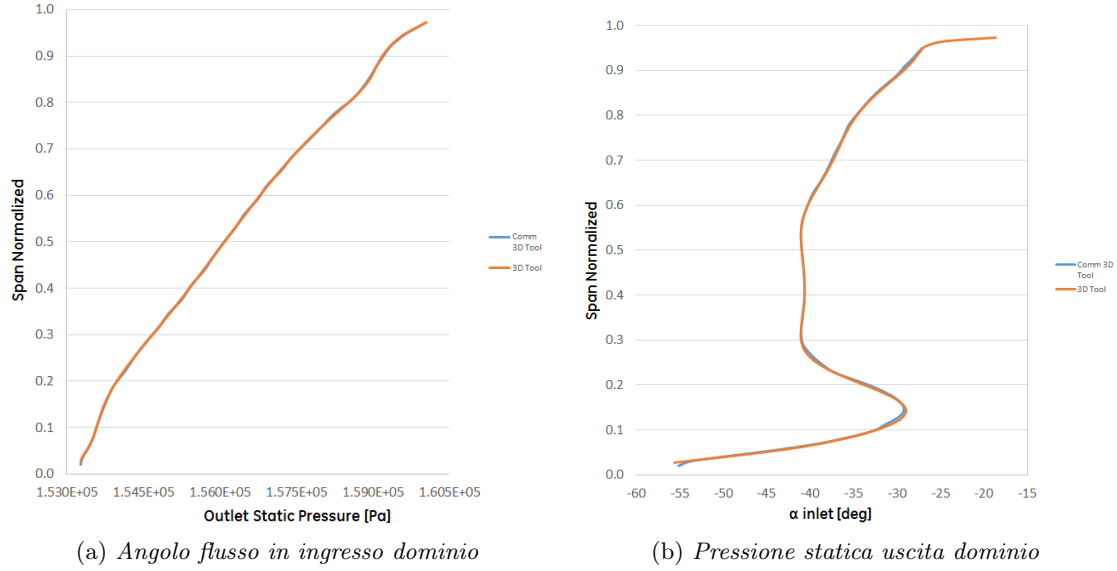 1.0
0.9
0.8
0.7
0.6
0.5
0.4
0.3
0.2
0.1
0.0
Span Normalized
1.530E+05 1.545E+05 1.560E+05 1.575E+05 1.590E+05 1.605E+05
Outlet Static Pressure [Pa]
Comm
3D Tool
3D Tool
(a) Angolo flusso in ingresso dominio
1.0
0.9
0.8
0.7
0.6
0.5
0.4
0.3
0.2
0.1
0.0
Span Normalized
-60 -55 -50 -45 -40 -35 -30 -25 -20 -15
α inlet [deg]
Comm 3D
Tool
3D Tool
(b) Pressione statica uscita dominio